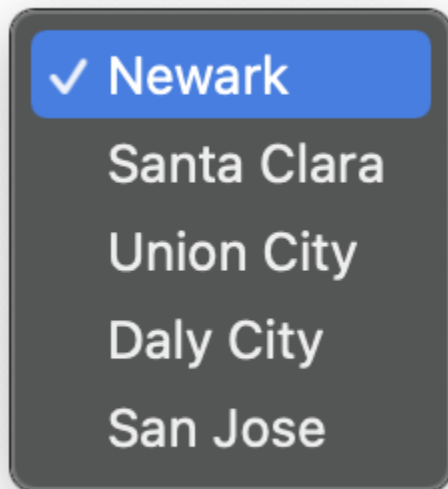 ✓ Newark
Santa Clara
Union City
Daly City
San Jose